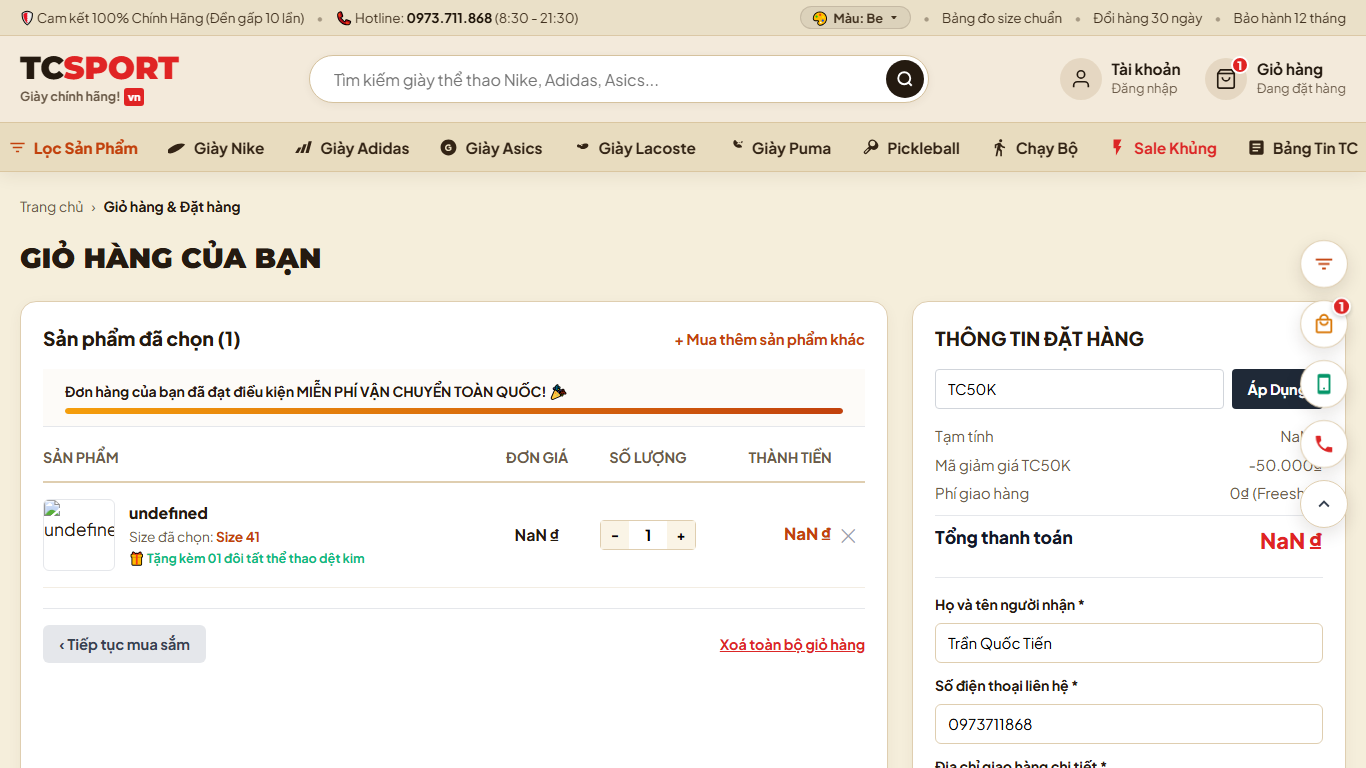 Cam kết 100% Chính Hãng (Đền gấp 10 lần) • Hotline: 0973.711.868 (8:30 - 21:30) Màu: Be • Bảng đo size chuẩn • Đổi hàng 30 ngày • Bảo hành 12 tháng
TCSPORT
Giày chính hãng! vn
Tìm kiếm giày thể thao Nike, Adidas, Asics...
Tài khoản
Đăng nhập
1
Giỏ hàng
Đang đặt hàng
Lọc Sản Phẩm Giày Nike Giày Adidas G Giày Asics Giày Lacoste Giày Puma Pickleball Chạy Bộ Sale Khủng Bảng Tin TC
Trang chủ › Giỏ hàng & Đặt hàng
GIỎ HÀNG CỦA BẠN
Sản phẩm đã chọn (1) + Mua thêm sản phẩm khác
Đơn hàng của bạn đã đạt điều kiện MIỄN PHÍ VẬN CHUYỂN TOÀN QUỐC!
SẢN PHẨM ĐƠN GIÁ SỐ LƯỢNG THÀNH TIỀN
undefine
undefined
Size đã chọn: Size 41
Tặng kèm 01 đôi tất thể thao dệt kim
NaN ₫ - 1 + NaN ₫
‹ Tiếp tục mua sắm Xoá toàn bộ giỏ hàng
THÔNG TIN ĐẶT HÀNG
1
TC50K Áp Dụng
Tạm tính
Mã giảm giá TC50K -50.000₫
Phí giao hàng 0₫
Tổng thanh toán NaN ₫
Họ và tên người nhận *
Trần Quốc Tiến
Số điện thoại liên hệ *
0973711868
Địa chỉ giao hàng chi tiết *